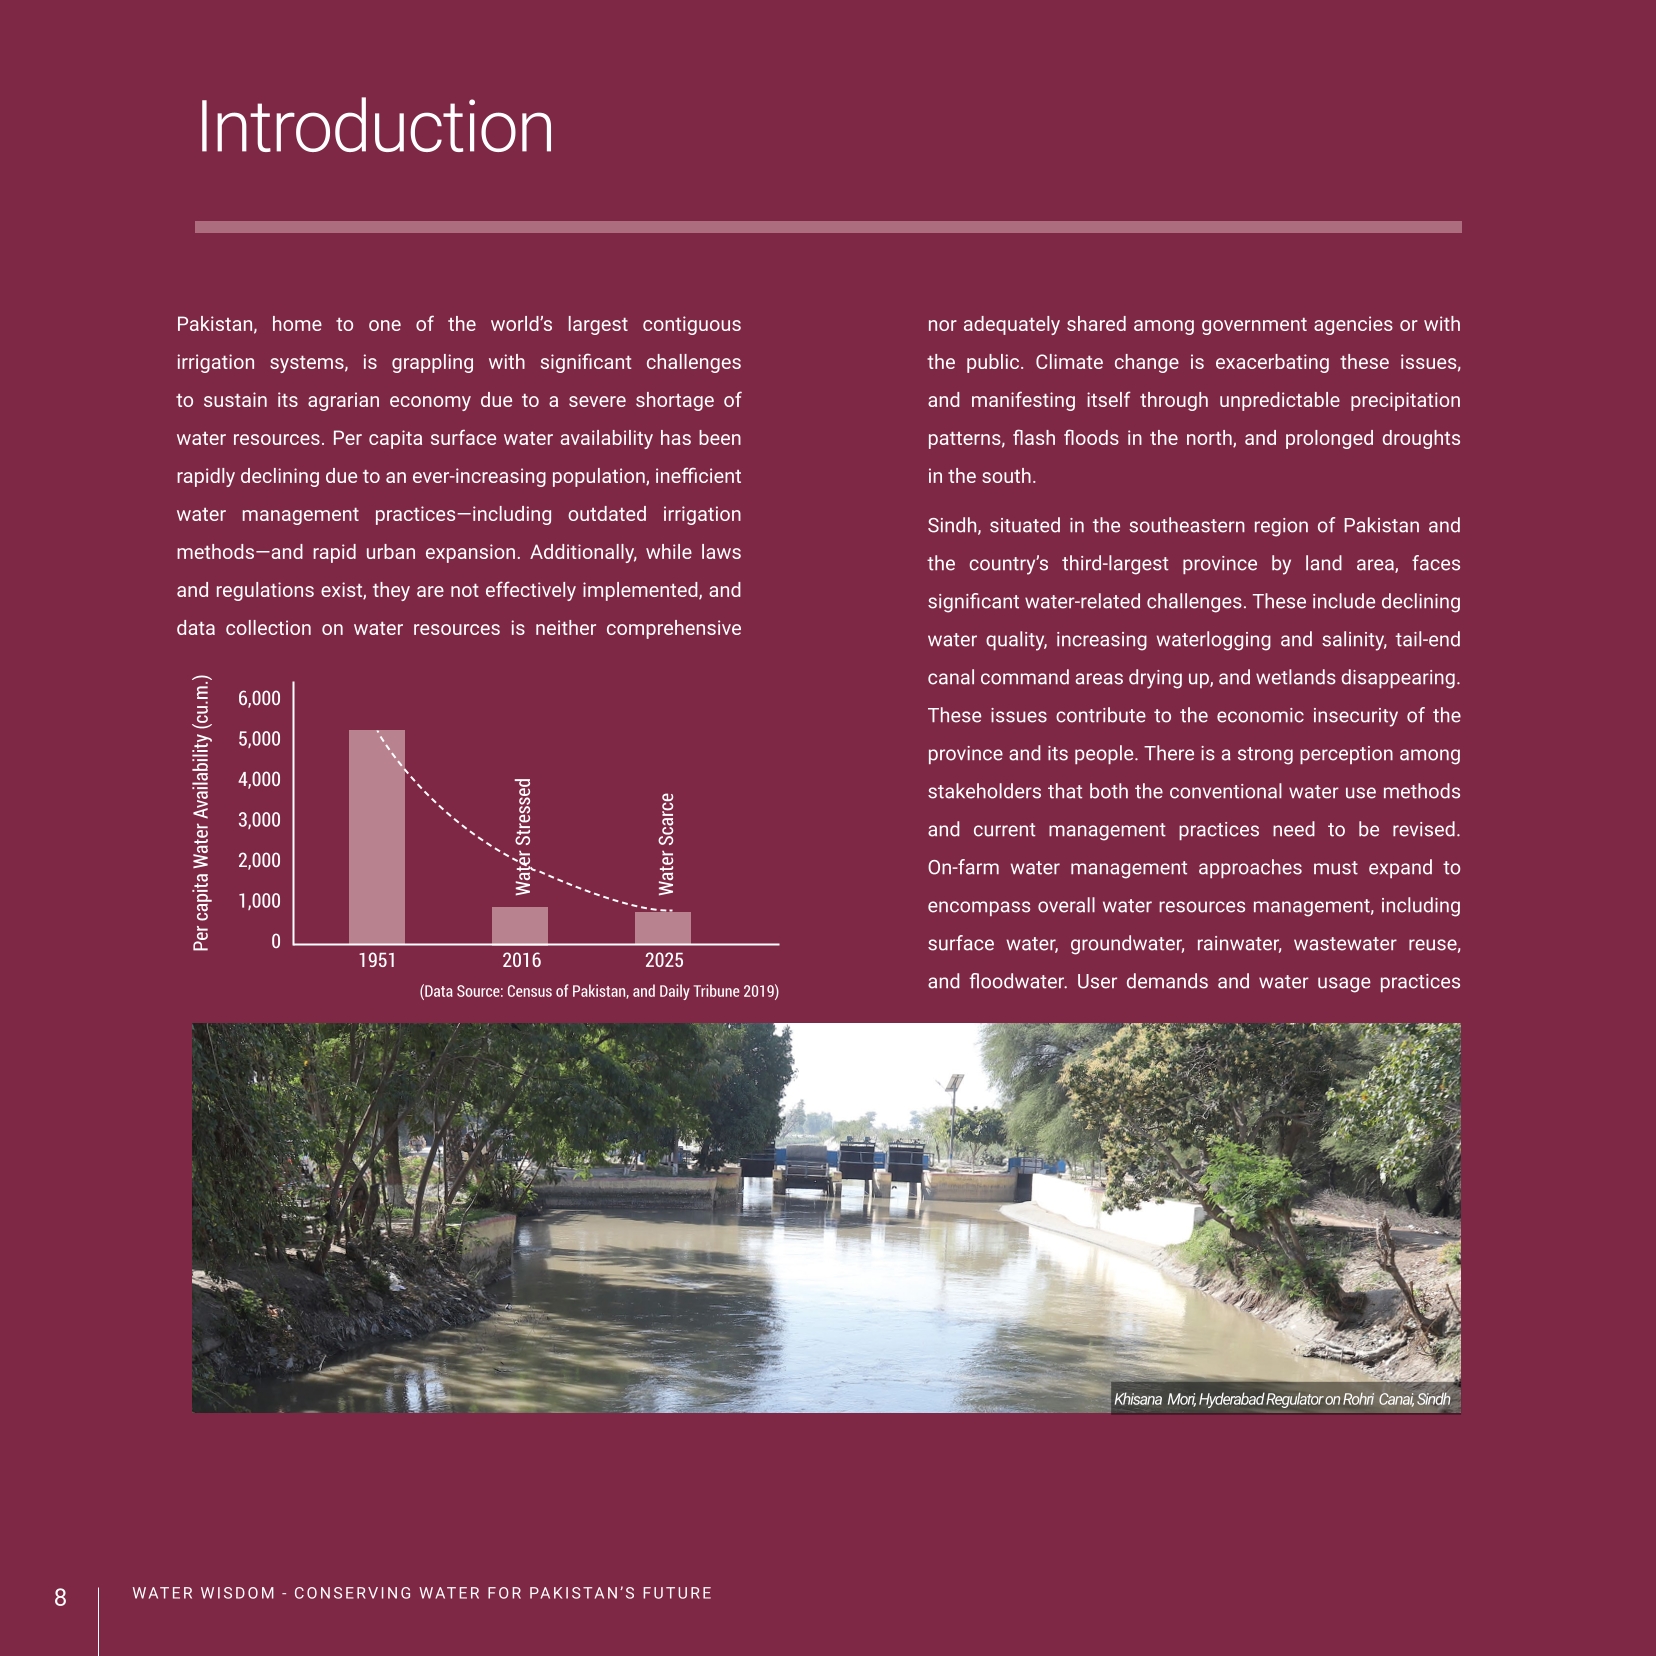 Introduction
Pakistan, home to one of the world’s largest contiguous
irrigation systems, is grappling with significant challenges
to sustain its agrarian economy due to a severe shortage of
water resources. Per capita surface water availability has been
rapidly declining due to an ever-increasing population, inefficient
water management practices—including outdated irrigation
methods—and rapid urban expansion. Additionally, while laws
and regulations exist, they are not effectively implemented, and
data collection on water resources is neither comprehensive
Per capita Water Availability (cu.m.)
6,000
5,000
4,000
3,000
2,000
1,000
0
Water Stressed
Water Scarce
1951
2016
2025
(Data Source: Census of Pakistan, and Daily Tribune 2019)
nor adequately shared among government agencies or with
the public. Climate change is exacerbating these issues,
and manifesting itself through unpredictable precipitation
patterns, flash floods in the north, and prolonged droughts
in the south.
Sindh, situated in the southeastern region of Pakistan and
the country’s third-largest province by land area, faces
significant water-related challenges. These include declining
water quality, increasing waterlogging and salinity, tail-end
canal command areas drying up, and wetlands disappearing.
These issues contribute to the economic insecurity of the
province and its people. There is a strong perception among
stakeholders that both the conventional water use methods
and current management practices need to be revised.
On-farm water management approaches must expand to
encompass overall water resources management, including
surface water, groundwater, rainwater, wastewater reuse,
and floodwater. User demands and water usage practices
Khisana Mori, Hyderabad Regulator on Rohri Canai, Sindh
8
WATER WISDOM - CONSERVING WATER FOR PAKISTAN’S FUTURE